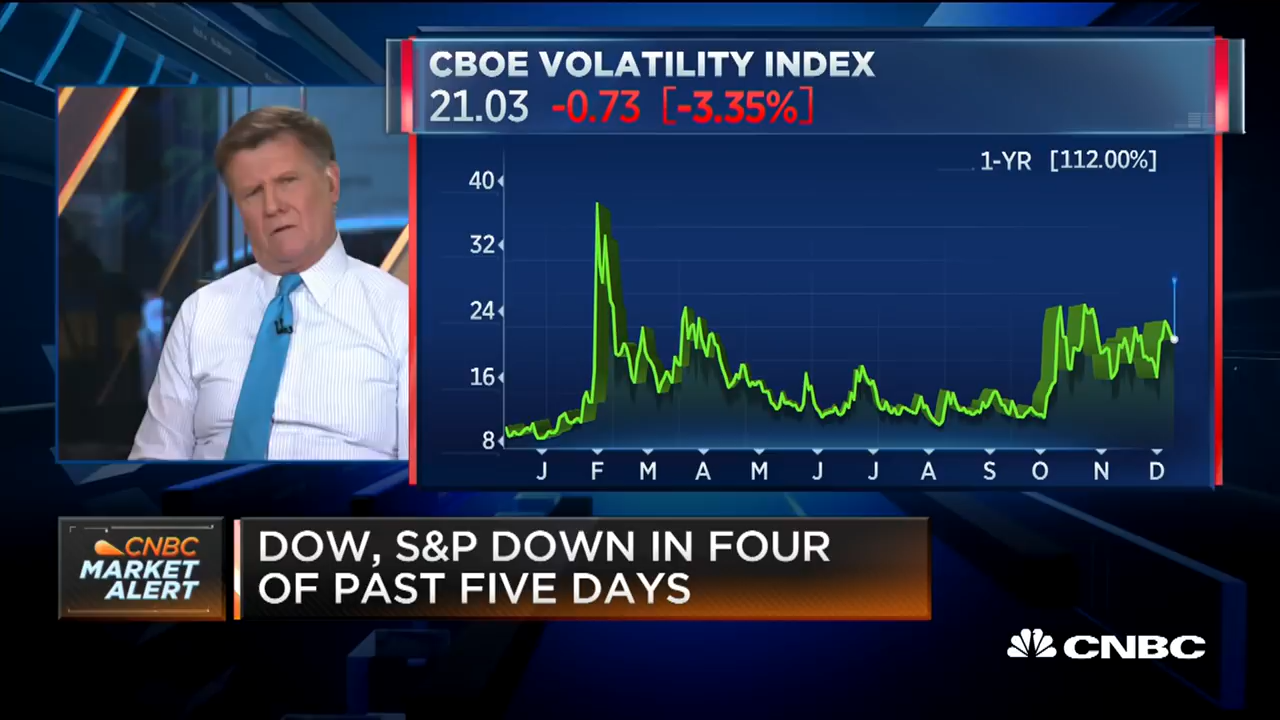 CBOE VOLATILITY INDEX
21.03 -0.73 [-3.35%]
1-YR [112.00%]
40
32
24
16
8
J F M A M J J A S O N D
CNBC
MARKET
ALERT
DOW, S&P DOWN IN FOUR
OF PAST FIVE DAYS
CNBC